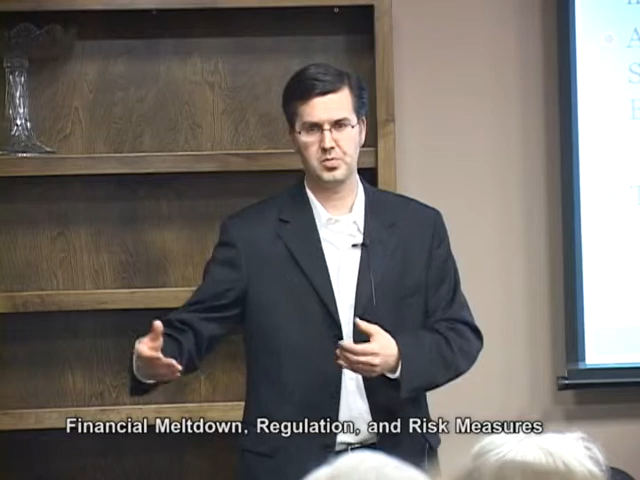 Financial Meltdown, Regulation, and Risk Measures